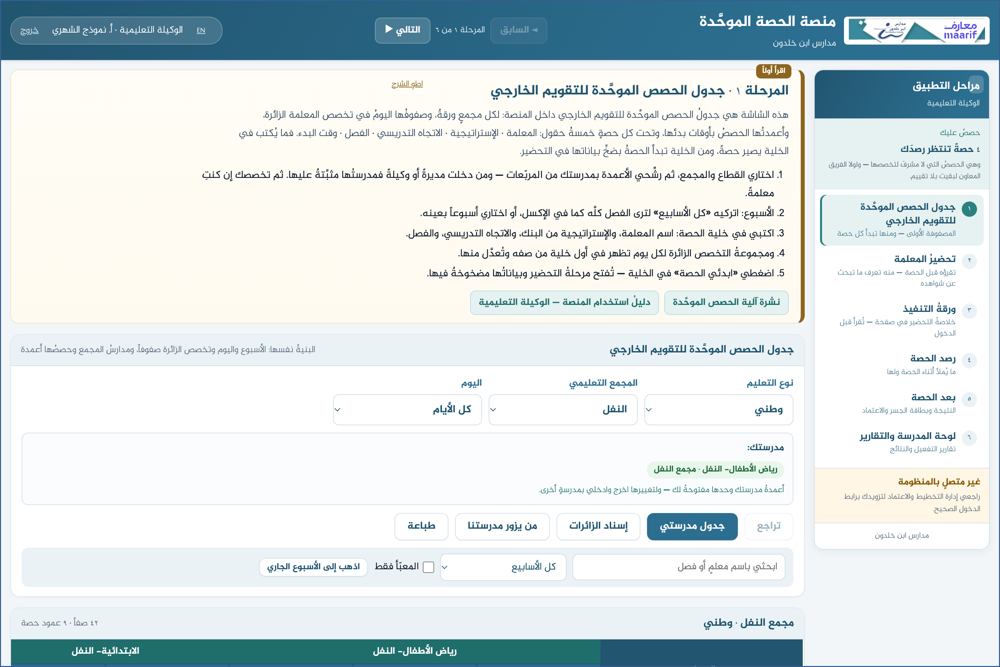 معارف
maarif
مدارس
ابن خلدون
Ibn Khaldun Schools
منصة الحصة الموحَّدة
مدارس ابن خلدون
◄ السابق
المرحلة ١ من ٦
التالي ▶
EN
الوكيلة التعليمية · أ. نموذج الشهري
خروج
مراحل التطبيق
الوكيلة التعليمية
حصصٌ عليك
٤ حصةً تنتظر رصدَك
وهي الحصصُ التي لا مشرفَ لتخصصها — ولولا الفريق
المعاون لبقيت بلا تقييم.
١
جدول الحصص الموحَّدة
للتقويم الخارجي
المصفوفة الأولى — ومنها تبدأ كل حصة
٢
تحضيرُ المعلمة
تقرؤه قبل الحصة — منه تعرف ما تبحث
عن شواهده
٣
ورقةُ التنفيذ
خلاصةُ التحضير في صفحة — تُقرأ قبل
الدخول
٤
رصد الحصة
ما يُملأ أثناء الحصة ولها
٥
بعد الحصة
النتيجة وبطاقة الجسر والاعتماد
٦
لوحة المدرسة والتقارير
تقارير التفعيل والنتائج
غير متصلٍ بالمنظومة
راجعي إدارة التخطيط والاعتماد لتزويدك برابط
الدخول الصحيح.
مدارس ابن خلدون
اقرأ أولاً
المرحلة ١ · جدول الحصص الموحَّدة للتقويم الخارجي
اطوِ الشرح
هذه الشاشة هي جدولُ الحصص الموحَّدة للتقويم الخارجي داخل المنصة: لكل مجمعٍ ورقةٌ، وصفوفُها اليومُ في تخصص المعلمة الزائرة،
وأعمدتُها الحصصُ بأوقات بدئها، وتحت كل حصةٍ خمسةُ حقول: المعلمة · الإستراتيجية · الاتجاه التدريسي · الفصل · وقت البدء. فما يُكتب في
الخلية يصير حصةً، ومن الخلية تبدأ الحصةُ بضخِّ بياناتها في التحضير.
1. اختاري القطاع والمجمع، ثم رشِّحي الأعمدة بمدرستك من المربّعات — ومن دخلت مديرةً أو وكيلةً فمدرستُها مثبَّتةٌ عليها. ثم تخصصك إن كنتِ
معلمةً.
2. الأسبوع: اتركيه «كل الأسابيع» لترى الفصل كلَّه كما في الإكسل، أو اختاري أسبوعاً بعينه.
3. اكتبي في خلية الحصة: اسم المعلمة، والإستراتيجية من البنك، والاتجاه التدريسي، والفصل.
4. ومجموعةُ التخصص الزائرة لكل يوم تظهر في أول خلية من صفه وتُعدَّل منها.
5. اضغطي «ابدئي الحصة» في الخلية — تُفتح مرحلةُ التحضير وبياناتُها مضخوخةٌ فيها.
نشرة آلية الحصص الموحَّدة
دليلُ استخدام المنصة — الوكيلة التعليمية
جدول الحصص الموحَّدة للتقويم الخارجي
البنيةُ نفسها: الأسبوع واليوم وتخصص الزائرة صفوفاً، ومدارسُ المجمع وحصصُها أعمدة
نوع التعليم
المجمع التعليمي
اليوم
وطني
النفل
كل الأيام
مدرستك:
رياض الأطفال- النفل · مجمع النفل
أعمدةُ مدرستك وحدها مفتوحةٌ لك — ولتغييرها اخرج وادخلي بمدرسةٍ أخرى.
تراجع
جدول مدرستي
إسناد الزائرات
من يزور مدرستنا
طباعة
ابحثي باسم معلمٍ أو فصل
كل الأسابيع
المعبّأ فقط
اذهب إلى الأسبوع الجاري
مجمع النفل · وطني
٤٢ صفاً · ٩ عمود حصة
رياض الأطفال- النفل
الابتدائية- النفل